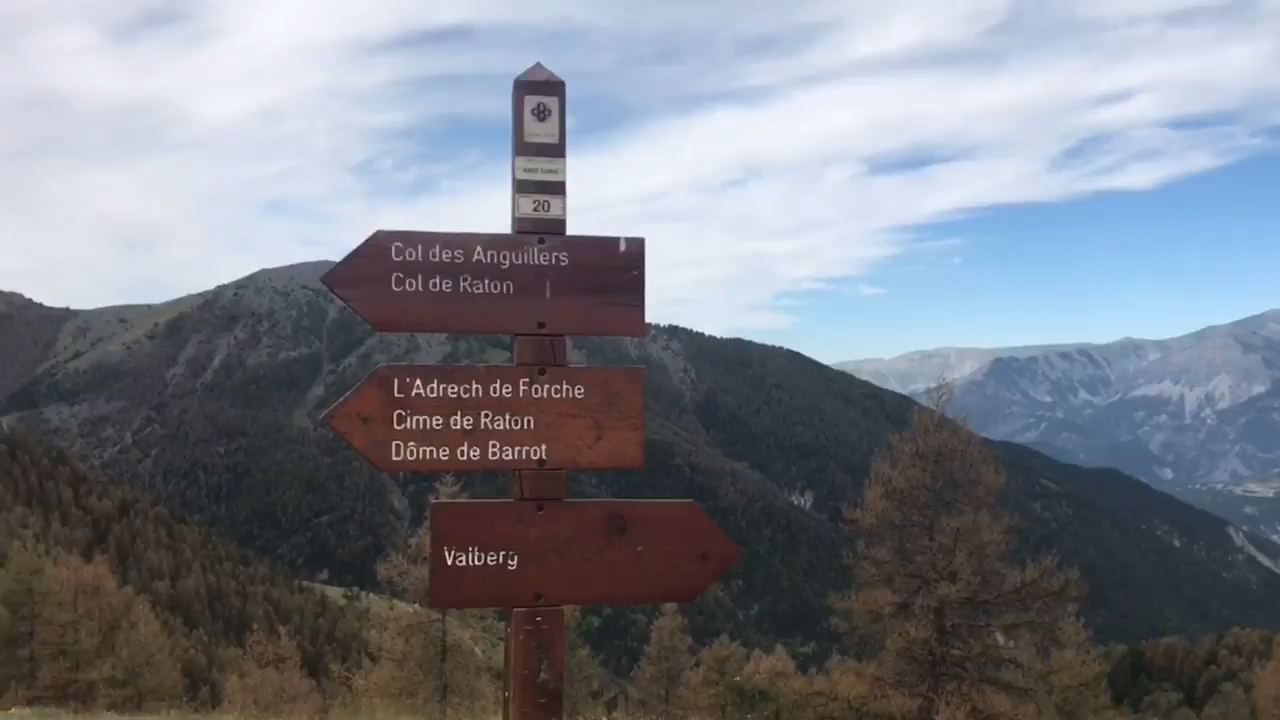 20
Col des Anguillers
Col de Raton
L'Adrech de Forche
Cime de Raton
Dôme de Barrot
Valberg